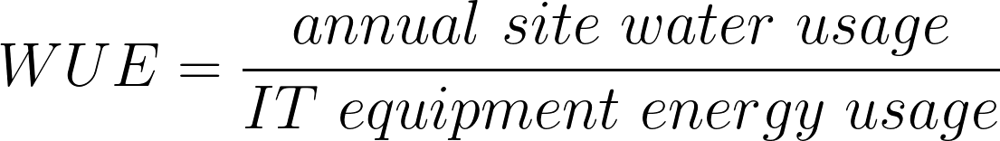 WUE = annual site water usage
IT equipment energy usage